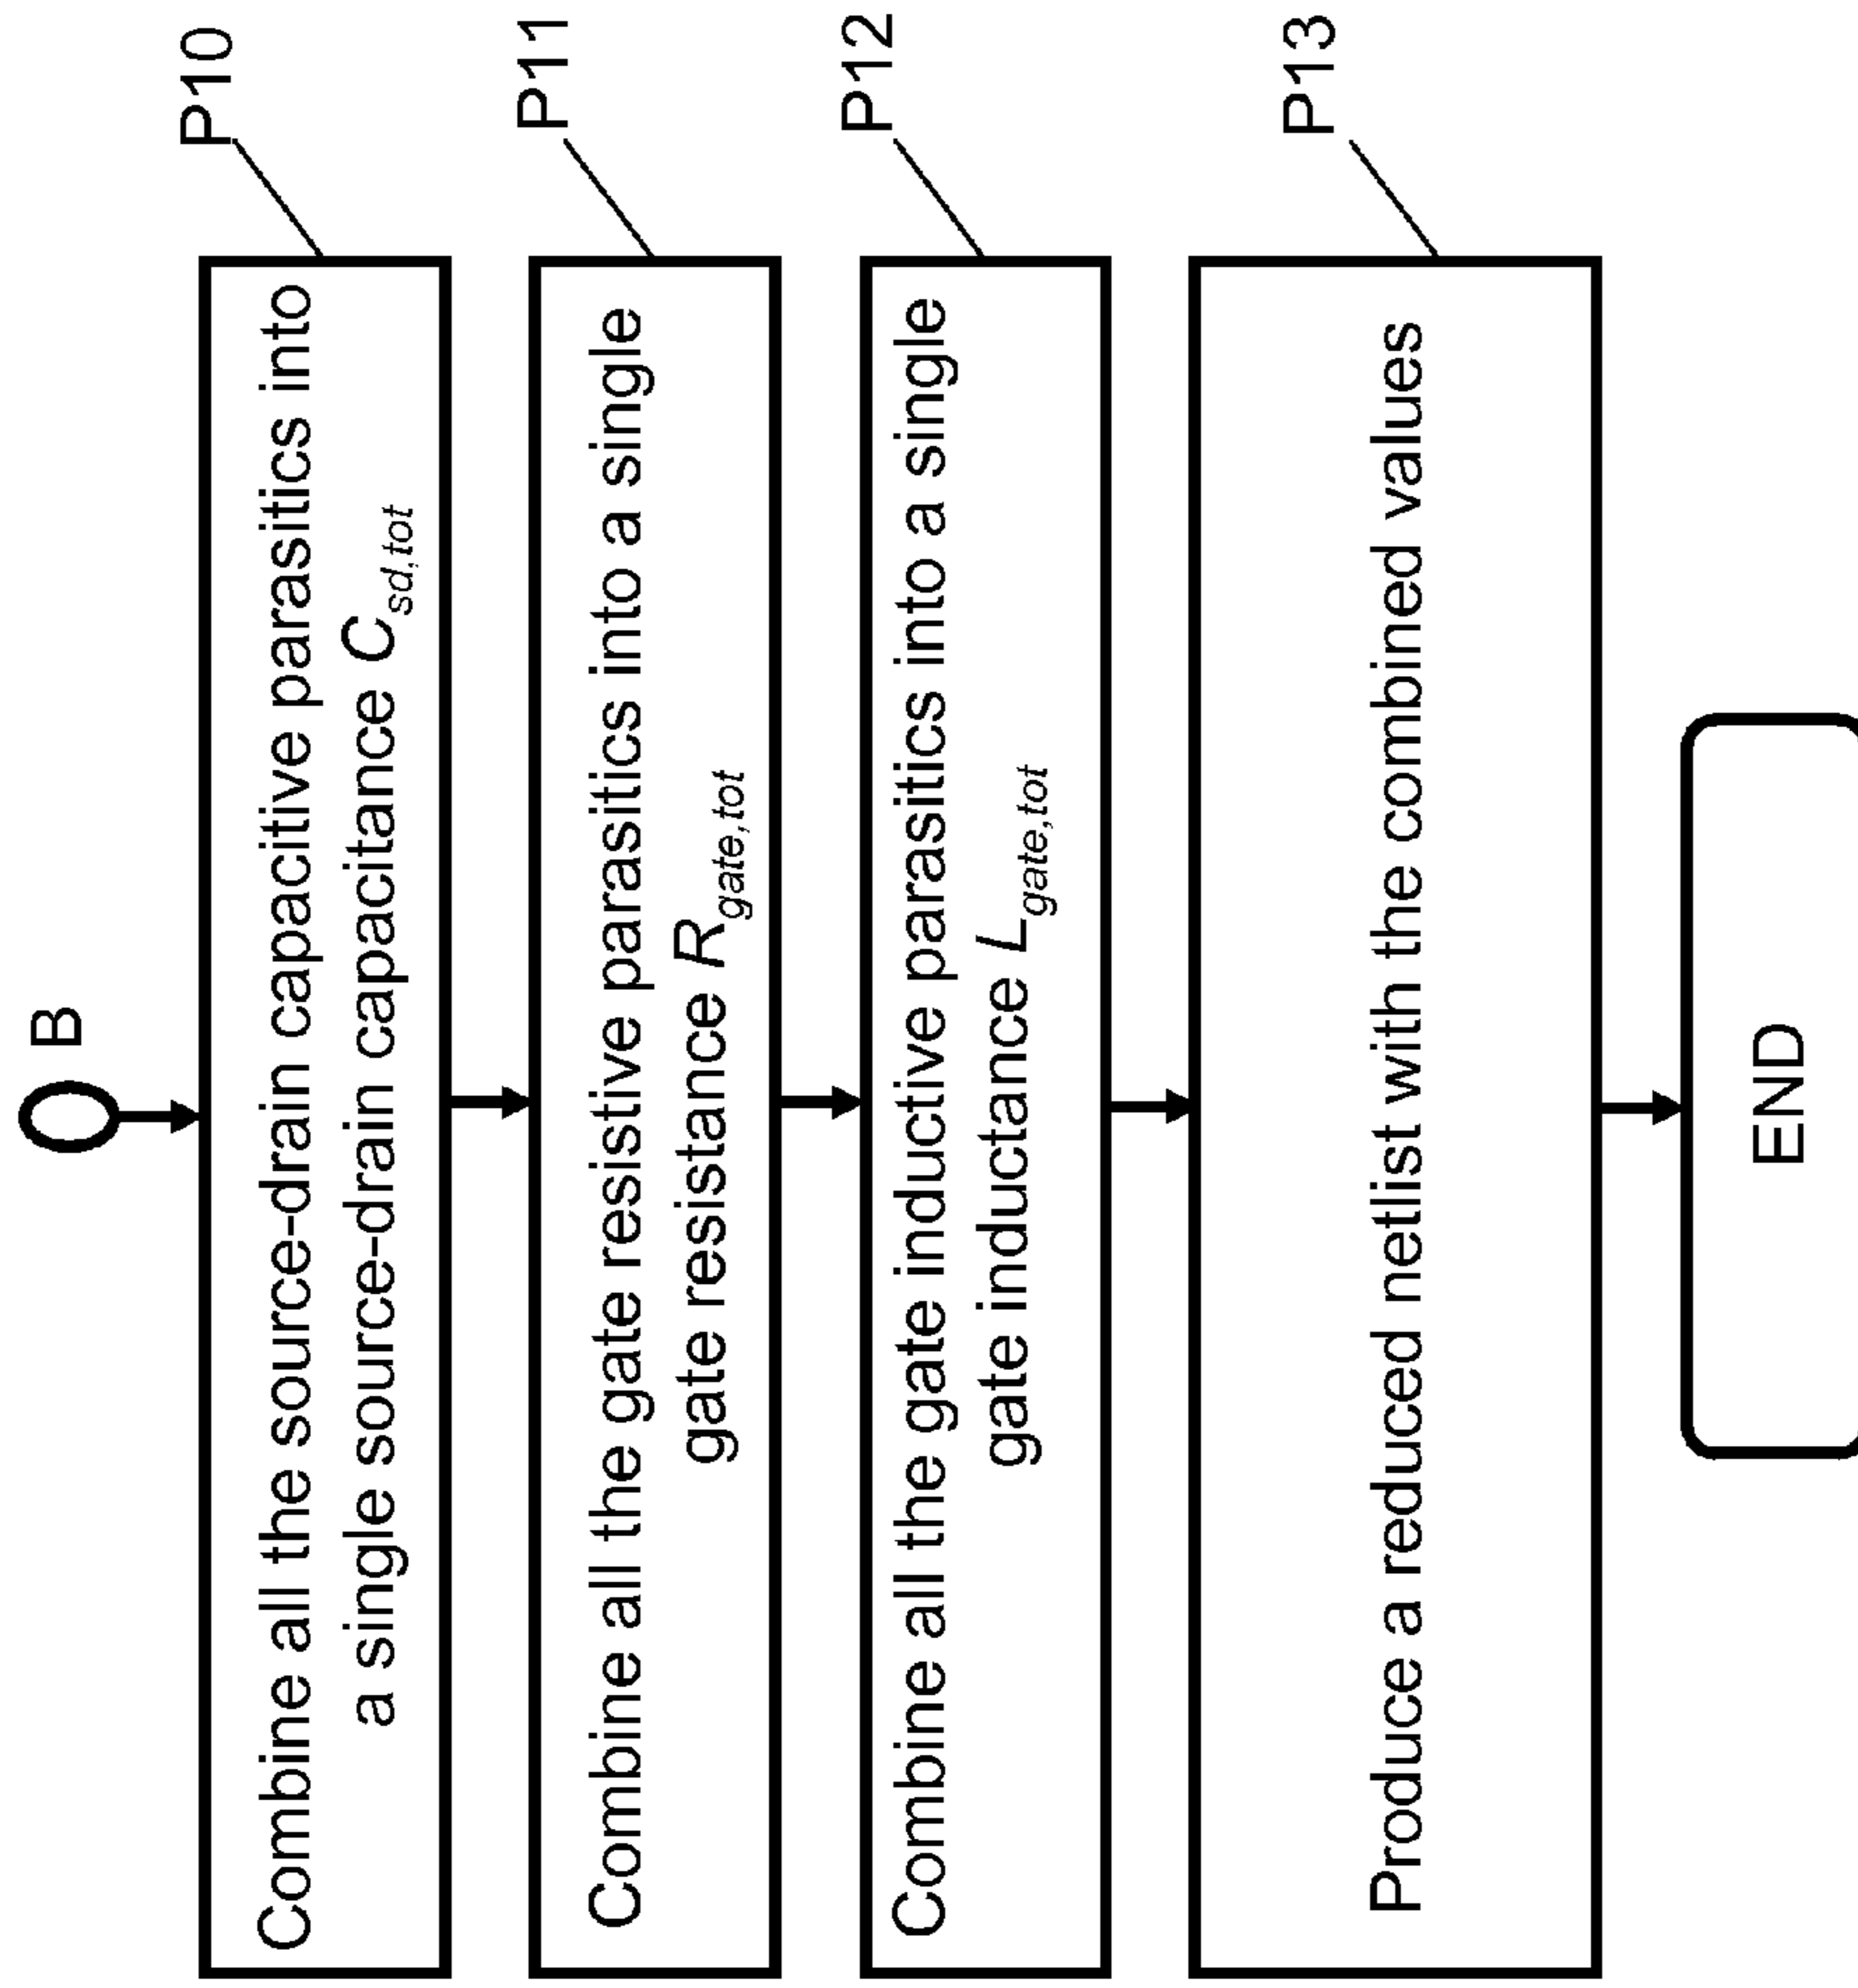 B
P10
Combine all the source-drain capacitive parasitics into
a single source-drain capacitance C_sd,tot
P11
Combine all the gate resistive parasitics into a single
gate resistance R_gate,tot
P12
Combine all the gate inductive parasitics into a single
gate inductance L_gate,tot
P13
Produce a reduced netlist with the combined values
END